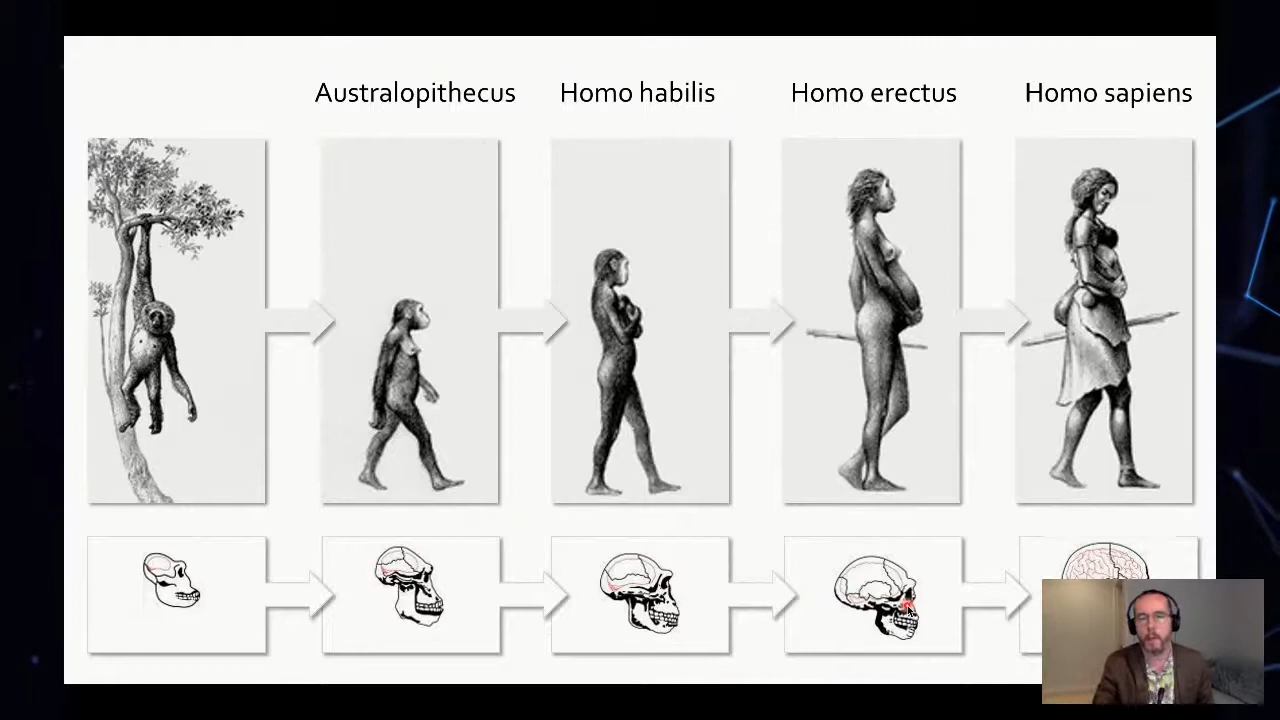 Australopithecus
Homo habilis
Homo erectus
Homo sapiens